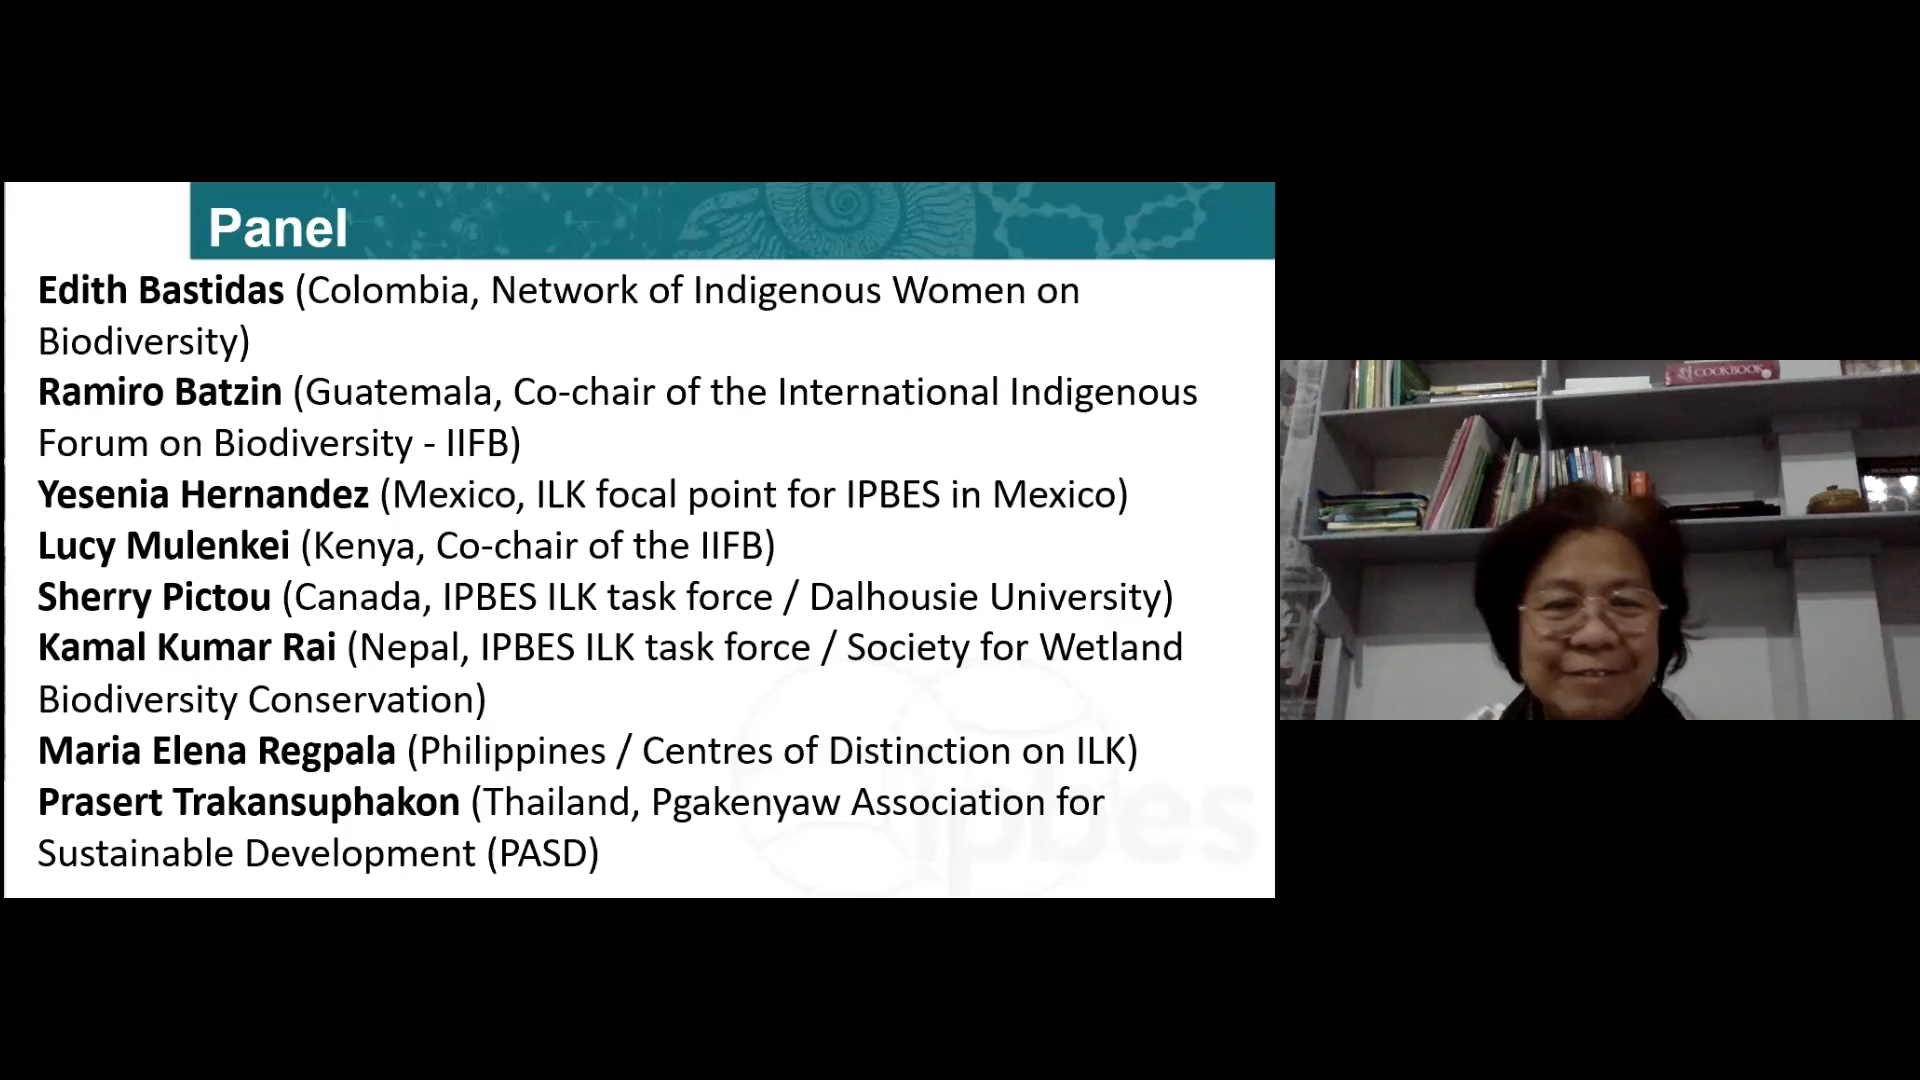 Panel
Edith Bastidas (Colombia, Network of Indigenous Women on
Biodiversity)
Ramiro Batzin (Guatemala, Co-chair of the International Indigenous
Forum on Biodiversity - IIFB)
Yesenia Hernandez (Mexico, ILK focal point for IPBES in Mexico)
Lucy Mulenkei (Kenya, Co-chair of the IIFB)
Sherry Pictou (Canada, IPBES ILK task force / Dalhousie University)
Kamal Kumar Rai (Nepal, IPBES ILK task force / Society for Wetland
Biodiversity Conservation)
Maria Elena Regpala (Philippines / Centres of Distinction on ILK)
Prasert Trakansuphakon (Thailand, Pgakenyaw Association for
Sustainable Development (PASD)
ipbes
COOKBOOK